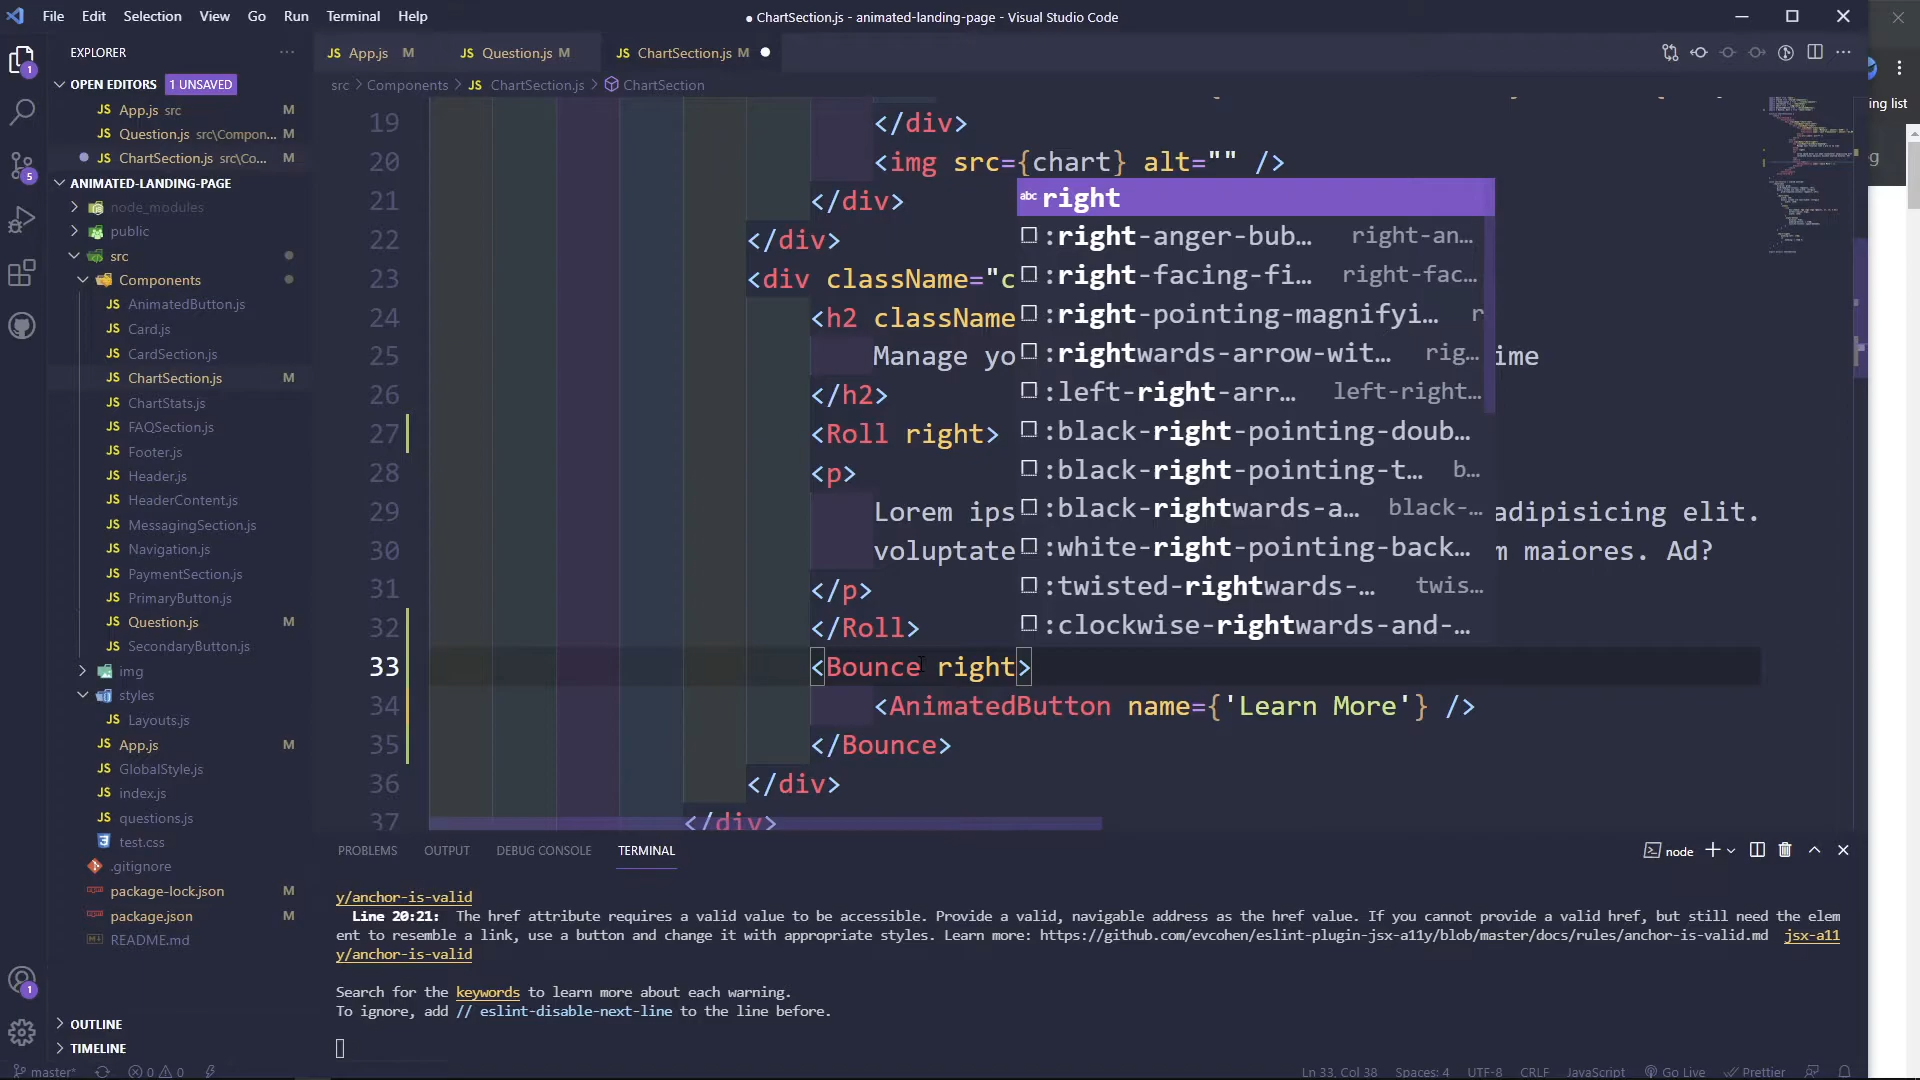 File Edit Selection View Go Run Terminal Help
● ChartSection.js - animated-landing-page - Visual Studio Code
EXPLORER
JS App.js M JS Question.js M JS ChartSection.js M
OPEN EDITORS 1 UNSAVED
JS App.js src M
JS Question.js src\Compon... M
JS ChartSection.js src\Co... M
ANIMATED-LANDING-PAGE
node_modules
public
src
Components
JS AnimatedButton.js
JS Card.js
JS CardSection.js
JS ChartSection.js M
JS ChartStats.js
JS FAQSection.js
JS Footer.js
JS Header.js
JS HeaderContent.js
JS MessagingSection.js
JS Navigation.js
JS PaymentSection.js
JS PrimaryButton.js
JS Question.js M
JS SecondaryButton.js
img
styles
JS Layouts.js
JS App.js M
JS GlobalStyle.js
JS index.js
JS questions.js
test.css
.gitignore
package-lock.json M
package.json M
README.md
OUTLINE
TIMELINE
src > Components > JS ChartSection.js > ChartSection
19 </div>
20 <img src={chart} alt="" />
21 </div>
22 </div>
23 <div className="c
24 <h2 className
25 Manage yo ime
26 </h2>
27 <Roll right>
28 <p>
29 Lorem ips adipisicing elit.
30 voluptate m maiores. Ad?
31 </p>
32 </Roll>
33 <Bounce right>
34 <AnimatedButton name={'Learn More'} />
35 </Bounce>
36 </div>
37 </div>
abc right
:right-anger-bub... right-an...
:right-facing-fi... right-fac...
:right-pointing-magnifyi... r
:rightwards-arrow-wit... rig...
:left-right-arr... left-right...
:black-right-pointing-doub...
:black-right-pointing-t... b...
:black-rightwards-a... black-...
:white-right-pointing-back...
:twisted-rightwards-... twis...
:clockwise-rightwards-and-...
ing list
g
PROBLEMS OUTPUT DEBUG CONSOLE TERMINAL
node
y/anchor-is-valid
Line 20:21: The href attribute requires a valid value to be accessible. Provide a valid, navigable address as the href value. If you cannot provide a valid href, but still need the elem
ent to resemble a link, use a button and change it with appropriate styles. Learn more: https://github.com/evcohen/eslint-plugin-jsx-a11y/blob/master/docs/rules/anchor-is-valid.md jsx-a11
y/anchor-is-valid
Search for the keywords to learn more about each warning.
To ignore, add // eslint-disable-next-line to the line before.
master* 0 0 Ln 33, Col 38 Spaces: 4 UTF-8 CRLF JavaScript Go Live Prettier